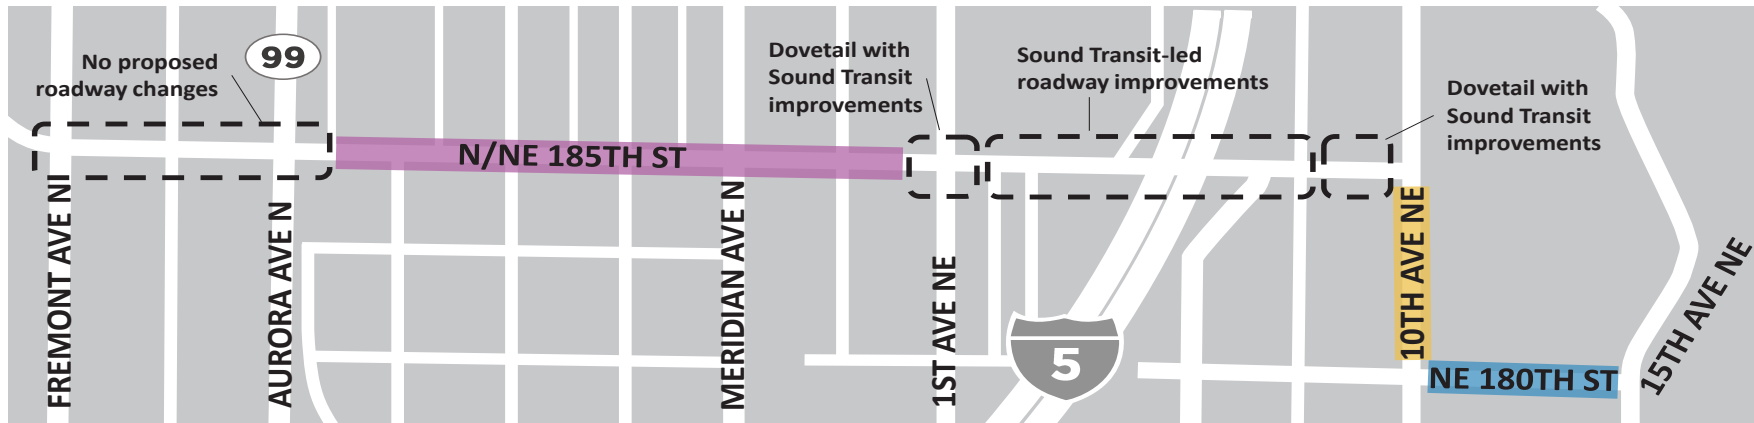 No proposed
roadway changes
99
Dovetail with
Sound Transit
improvements
Sound Transit-led
roadway improvements
Dovetail with
Sound Transit
improvements
N/NE 185TH ST
FREMONT AVE N
AURORA AVE N
MERIDIAN AVE N
1ST AVE NE
5
10TH AVE NE
NE 180TH ST
15TH AVE NE